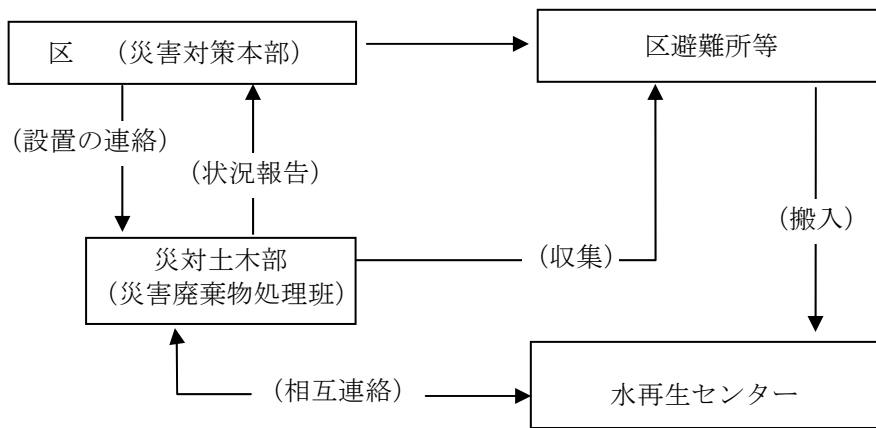 区　（災害対策本部）
区避難所等
（設置の連絡）
（状況報告）
（搬入）
災対土木部
（災害廃棄物処理班）
（収集）
（相互連絡）
水再生センター